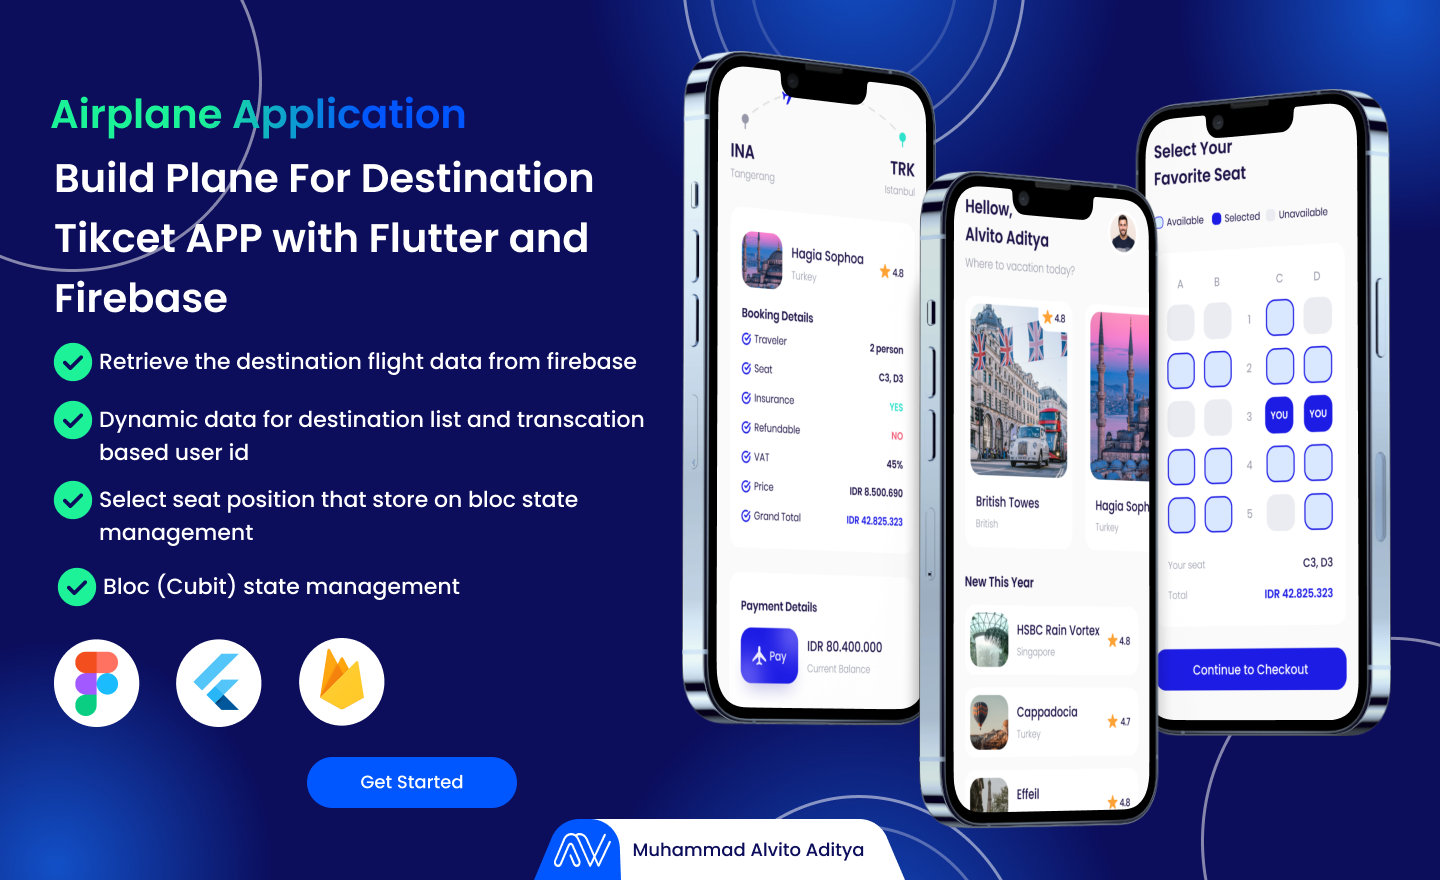 Airplane Application
Build Plane For Destination
Tikcet APP with Flutter and
Firebase
Retrieve the destination flight data from firebase
Dynamic data for destination list and transcation
based user id
Select seat position that store on bloc state
management
Bloc (Cubit) state management
Get Started
Muhammad Alvito Aditya
INA
Tangerang
TRK
Istanbul
Hagia Sophoa
Turkey
4.8
Booking Details
Traveler 2 person
Seat C3, D3
Insurance YES
Refundable NO
VAT 45%
Price IDR 8.500.690
Grand Total IDR 42.825.323
Payment Details
Pay
IDR 80.400.000
Current Balance
Hellow,
Alvito Aditya
Where to vacation today?
4.8
British Towes
British
Hagia Soph
Turkey
New This Year
HSBC Rain Vortex
Singapore
4.8
Cappadocia
Turkey
4.7
Effeil
4.8
Select Your
Favorite Seat
Available Selected Unavailable
A B C D
1
2
3 YOU YOU
4
5
Your seat C3, D3
Total IDR 42.825.323
Continue to Checkout